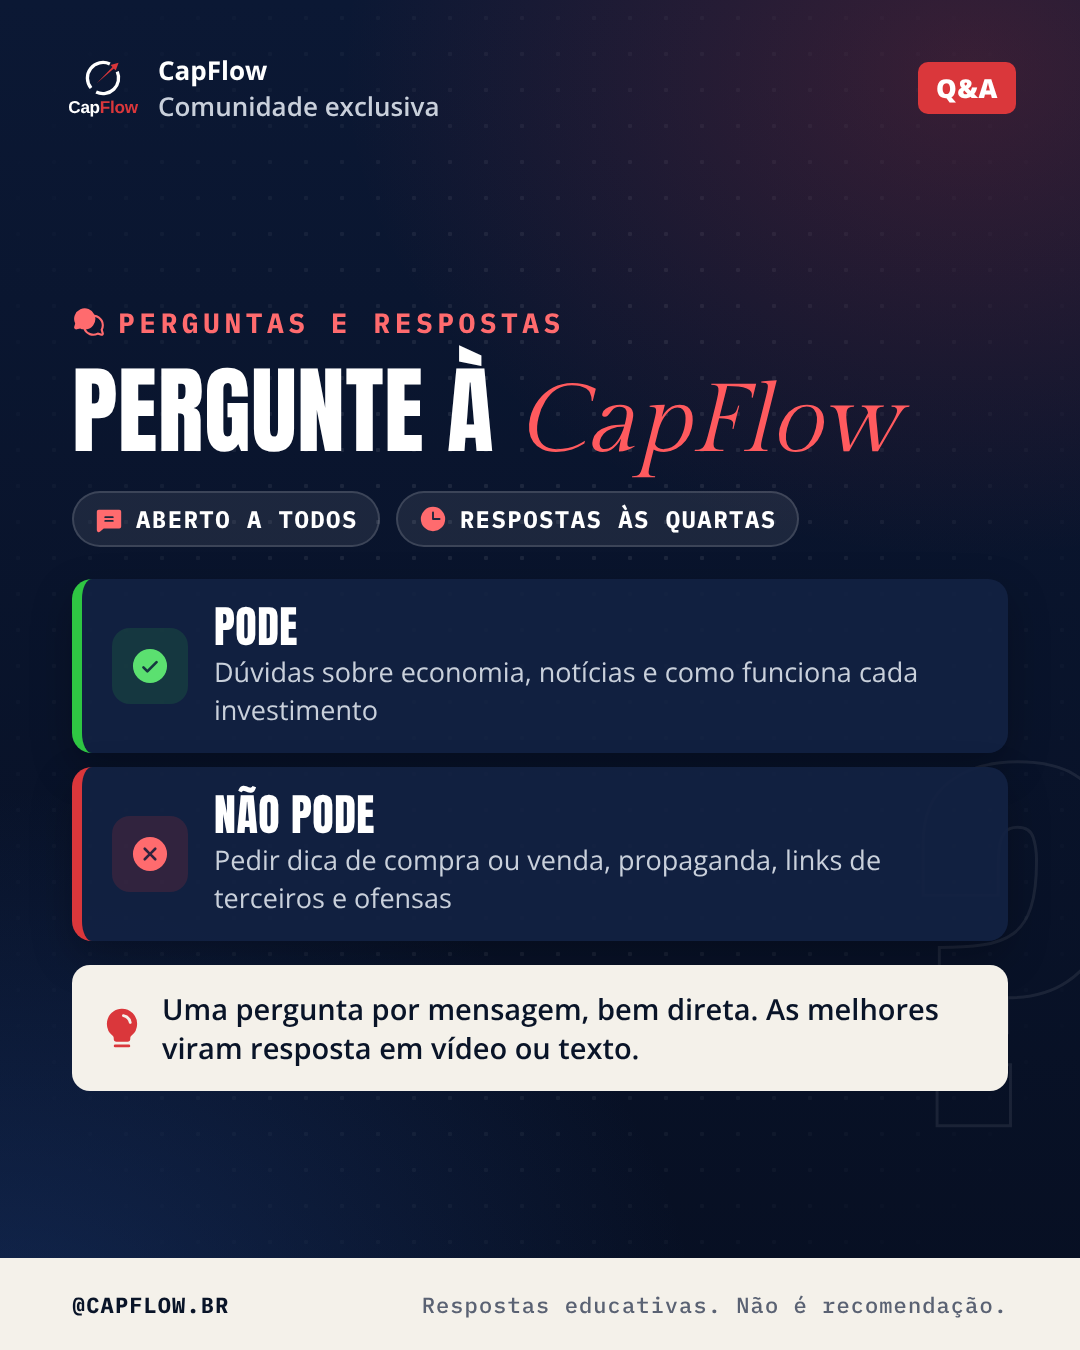 CapFlow
CapFlow
Comunidade exclusiva
Q&A
PERGUNTAS E RESPOSTAS
PERGUNTE À CapFlow
ABERTO A TODOS
RESPOSTAS ÀS QUARTAS
PODE
Dúvidas sobre economia, notícias e como funciona cada
investimento
NÃO PODE
Pedir dica de compra ou venda, propaganda, links de
terceiros e ofensas
Uma pergunta por mensagem, bem direta. As melhores
viram resposta em vídeo ou texto.
@CAPFLOW.BR
Respostas educativas. Não é recomendação.